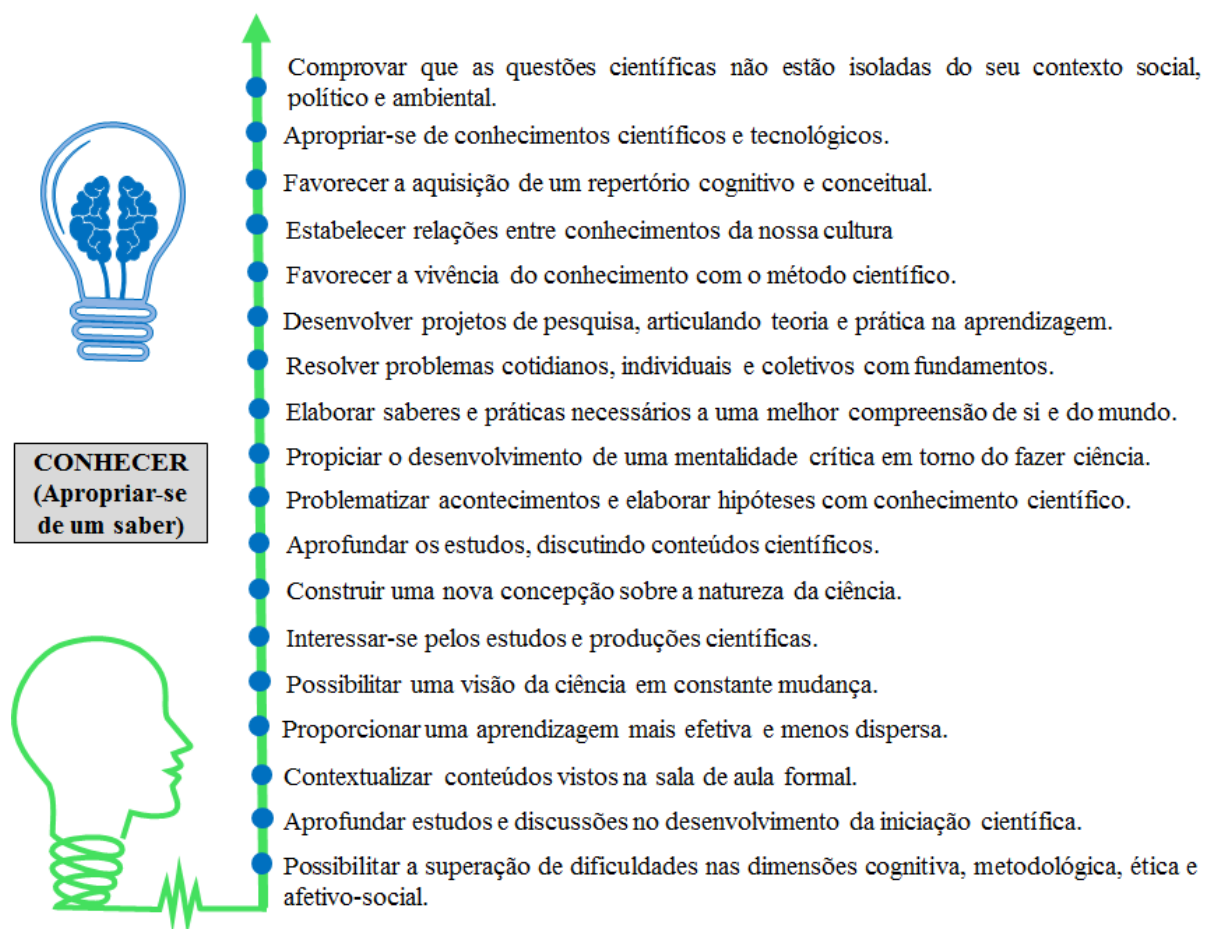 Comprovar que as questões científicas não estão isoladas do seu contexto social,
político e ambiental.
Apropriar-se de conhecimentos científicos e tecnológicos.
Favorecer a aquisição de um repertório cognitivo e conceitual.
Estabelecer relações entre conhecimentos da nossa cultura
Favorecer a vivência do conhecimento com o método científico.
Desenvolver projetos de pesquisa, articulando teoria e prática na aprendizagem.
Resolver problemas cotidianos, individuais e coletivos com fundamentos.
Elaborar saberes e práticas necessários a uma melhor compreensão de si e do mundo.
CONHECER
(Apropriar-se
de um saber)
Propiciar o desenvolvimento de uma mentalidade crítica em torno do fazer ciência.
Problematizar acontecimentos e elaborar hipóteses com conhecimento científico.
Aprofundar os estudos, discutindo conteúdos científicos.
Construir uma nova concepção sobre a natureza da ciência.
Interessar-se pelos estudos e produções científicas.
Possibilitar uma visão da ciência em constante mudança.
Proporcionar uma aprendizagem mais efetiva e menos dispersa.
Contextualizar conteúdos vistos na sala de aula formal.
Aprofundar estudos e discussões no desenvolvimento da iniciação científica.
Possibilitar a superação de dificuldades nas dimensões cognitiva, metodológica, ética e
afetivo-social.